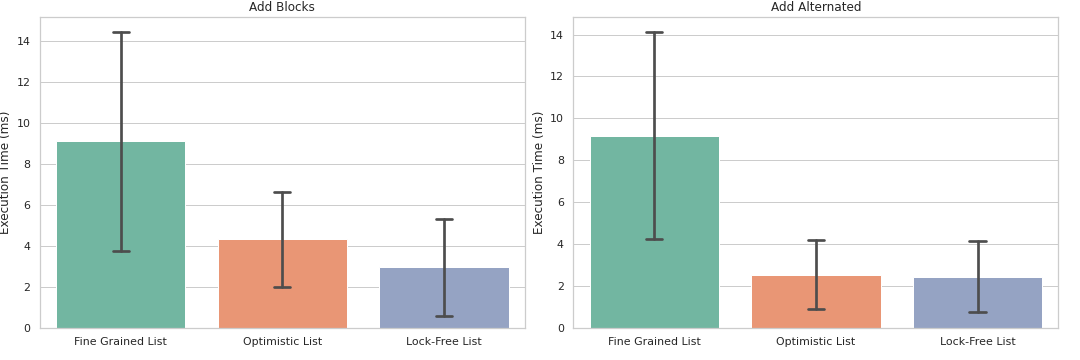 Add Blocks
Execution Time (ms)
14
12
10
8
6
4
2
0
Fine Grained List
Optimistic List
Lock-Free List
Add Alternated
Execution Time (ms)
14
12
10
8
6
4
2
0
Fine Grained List
Optimistic List
Lock-Free List